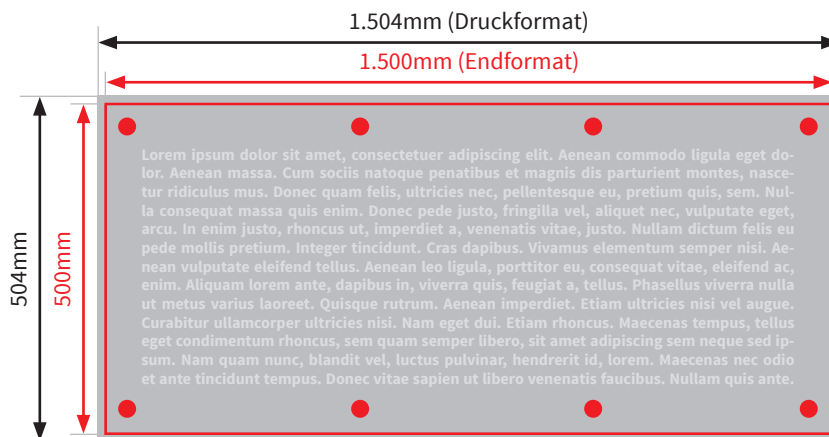 1.504mm (Druckformat)
1.500mm (Endformat)
504mm
500mm
Lorem ipsum dolor sit amet, consectetuer adipiscing elit. Aenean commodo ligula eget do-
lor. Aenean massa. Cum sociis natoque penatibus et magnis dis parturient montes, nasce-
tur ridiculus mus. Donec quam felis, ultricies nec, pellentesque eu, pretium quis, sem. Nul-
la consequat massa quis enim. Donec pede justo, fringilla vel, aliquet nec, vulputate eget,
arcu. In enim justo, rhoncus ut, imperdiet a, venenatis vitae, justo. Nullam dictum felis eu
pede mollis pretium. Integer tincidunt. Cras dapibus. Vivamus elementum semper nisi. Ae-
nean vulputate eleifend tellus. Aenean leo ligula, porttitor eu, consequat vitae, eleifend ac,
enim. Aliquam lorem ante, dapibus in, viverra quis, feugiat a, tellus. Phasellus viverra nulla
ut metus varius laoreet. Quisque rutrum. Aenean imperdiet. Etiam ultricies nisi vel augue.
Curabitur ullamcorper ultricies nisi. Nam eget dui. Etiam rhoncus. Maecenas tempus, tellus
eget condimentum rhoncus, sem quam semper libero, sit amet adipiscing sem neque sed ip-
sum. Nam quam nunc, blandit vel, luctus pulvinar, hendrerit id, lorem. Maecenas nec odio
et ante tincidunt tempus. Donec vitae sapien ut libero venenatis faucibus. Nullam quis ante.